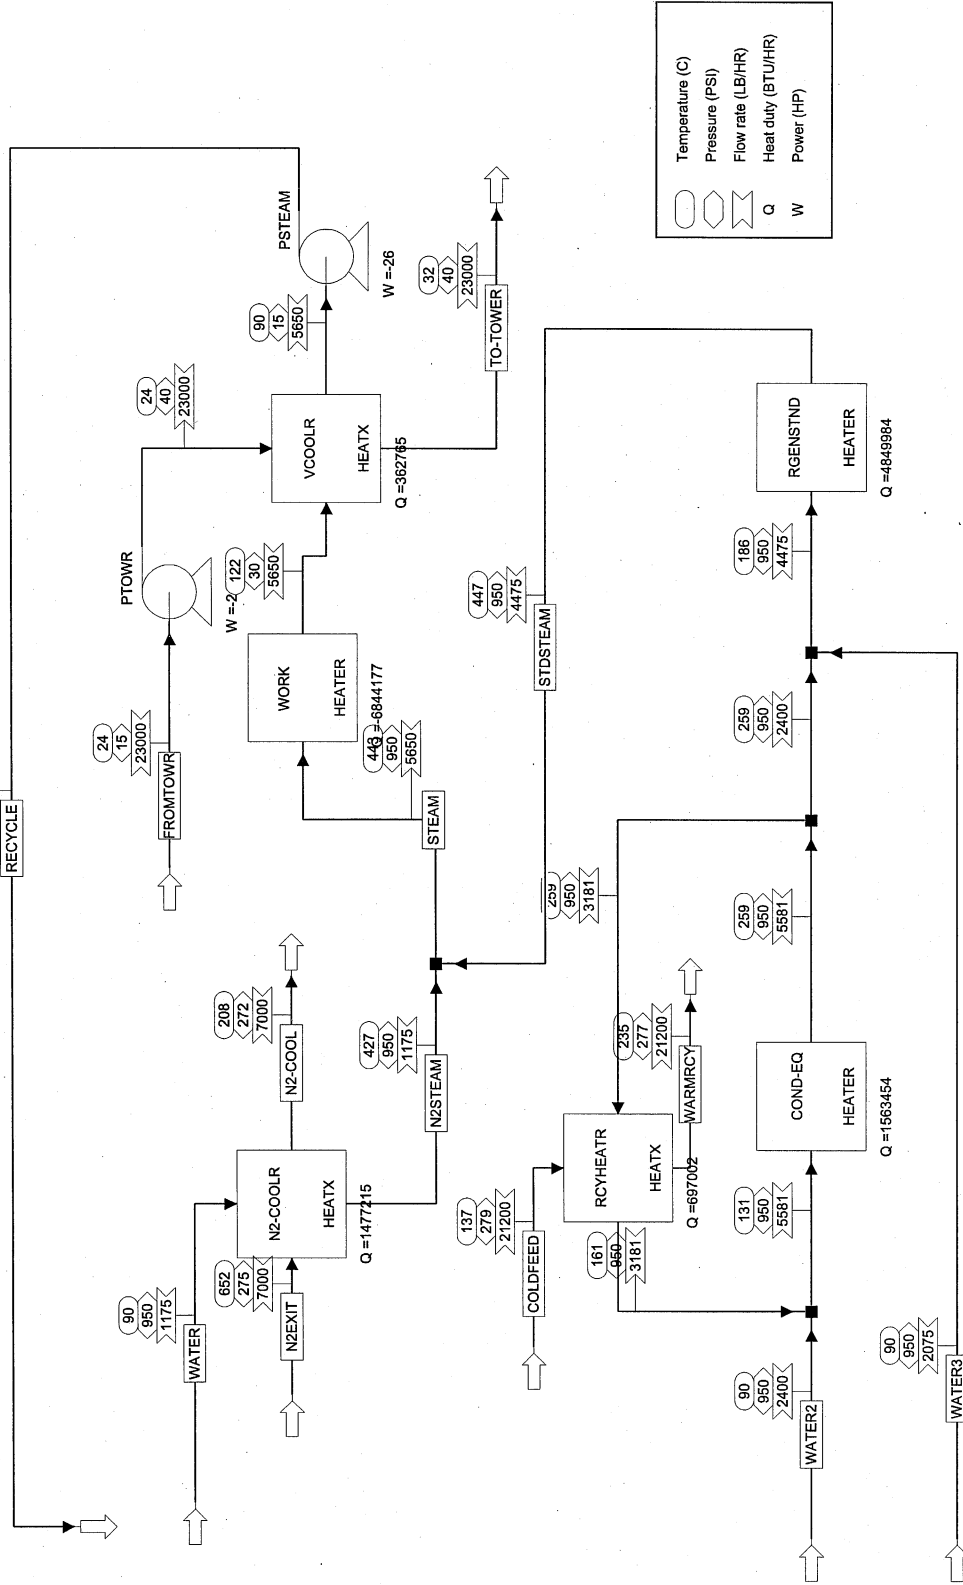 RECYCLE
PSTEAM
W =-26
90
15
5650
24
40
23000
PTOWR
24
15
23000
FROMTOWR
VCOOLR
HEATX
Q =362765
32
40
23000
TO-TOWER
122
30
5650
WORK
HEATER
Q =-6844177
950
5650
STEAM
208
272
7000
N2-COOL
427
950
1175
N2STEAM
N2-COOLR
HEATX
Q =1477215
90
950
1175
WATER
652
275
7000
N2EXIT
447
950
4475
STDSTEAM
259
950
3181
235
277
21200
WARMRCY
RCYHEATR
HEATX
Q =697002
137
279
21200
COLDFEED
161
950
3181
RGENSTND
HEATER
Q =4849984
186
950
4475
259
950
2400
259
950
5581
COND-EQ
HEATER
Q =1563454
131
950
5581
90
950
2400
WATER2
90
950
2075
WATER3
Temperature (C)
Pressure (PSI)
Flow rate (LB/HR)
Q Heat duty (BTU/HR)
W Power (HP)